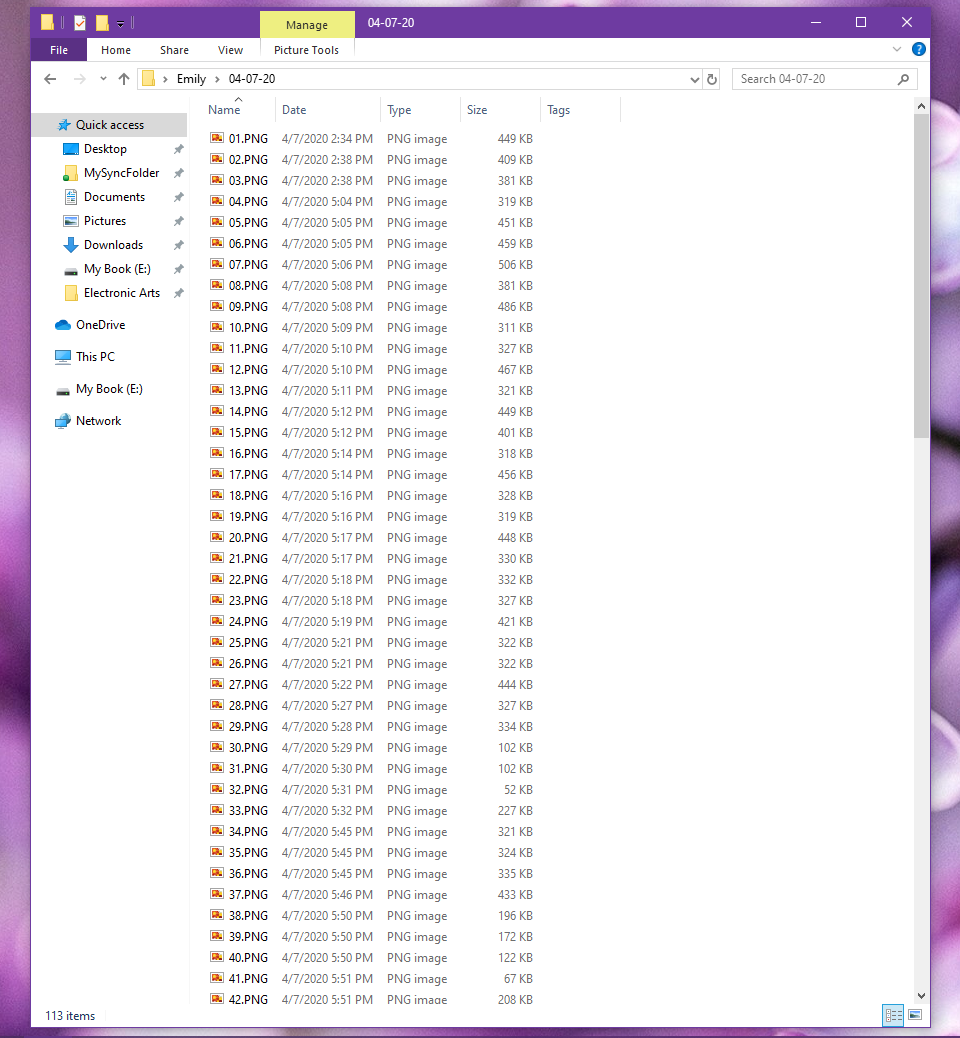 Manage 04-07-20
File Home Share View Picture Tools
Emily 04-07-20 Search 04-07-20
Name Date Type Size Tags
Quick access
Desktop
MySyncFolder
Documents
Pictures
Downloads
My Book (E:)
Electronic Arts
OneDrive
This PC
My Book (E:)
Network
01.PNG 4/7/2020 2:34 PM PNG image 449 KB
02.PNG 4/7/2020 2:38 PM PNG image 409 KB
03.PNG 4/7/2020 2:38 PM PNG image 381 KB
04.PNG 4/7/2020 5:04 PM PNG image 319 KB
05.PNG 4/7/2020 5:05 PM PNG image 451 KB
06.PNG 4/7/2020 5:05 PM PNG image 459 KB
07.PNG 4/7/2020 5:06 PM PNG image 506 KB
08.PNG 4/7/2020 5:08 PM PNG image 381 KB
09.PNG 4/7/2020 5:08 PM PNG image 486 KB
10.PNG 4/7/2020 5:09 PM PNG image 311 KB
11.PNG 4/7/2020 5:10 PM PNG image 327 KB
12.PNG 4/7/2020 5:10 PM PNG image 467 KB
13.PNG 4/7/2020 5:11 PM PNG image 321 KB
14.PNG 4/7/2020 5:12 PM PNG image 449 KB
15.PNG 4/7/2020 5:12 PM PNG image 401 KB
16.PNG 4/7/2020 5:14 PM PNG image 318 KB
17.PNG 4/7/2020 5:14 PM PNG image 456 KB
18.PNG 4/7/2020 5:16 PM PNG image 328 KB
19.PNG 4/7/2020 5:16 PM PNG image 319 KB
20.PNG 4/7/2020 5:17 PM PNG image 448 KB
21.PNG 4/7/2020 5:17 PM PNG image 330 KB
22.PNG 4/7/2020 5:18 PM PNG image 332 KB
23.PNG 4/7/2020 5:18 PM PNG image 327 KB
24.PNG 4/7/2020 5:19 PM PNG image 421 KB
25.PNG 4/7/2020 5:21 PM PNG image 322 KB
26.PNG 4/7/2020 5:21 PM PNG image 322 KB
27.PNG 4/7/2020 5:22 PM PNG image 444 KB
28.PNG 4/7/2020 5:27 PM PNG image 327 KB
29.PNG 4/7/2020 5:28 PM PNG image 334 KB
30.PNG 4/7/2020 5:29 PM PNG image 102 KB
31.PNG 4/7/2020 5:30 PM PNG image 102 KB
32.PNG 4/7/2020 5:31 PM PNG image 52 KB
33.PNG 4/7/2020 5:32 PM PNG image 227 KB
34.PNG 4/7/2020 5:45 PM PNG image 321 KB
35.PNG 4/7/2020 5:45 PM PNG image 324 KB
36.PNG 4/7/2020 5:45 PM PNG image 335 KB
37.PNG 4/7/2020 5:46 PM PNG image 433 KB
38.PNG 4/7/2020 5:50 PM PNG image 196 KB
39.PNG 4/7/2020 5:50 PM PNG image 172 KB
40.PNG 4/7/2020 5:50 PM PNG image 122 KB
41.PNG 4/7/2020 5:51 PM PNG image 67 KB
42.PNG 4/7/2020 5:51 PM PNG image 208 KB
113 items